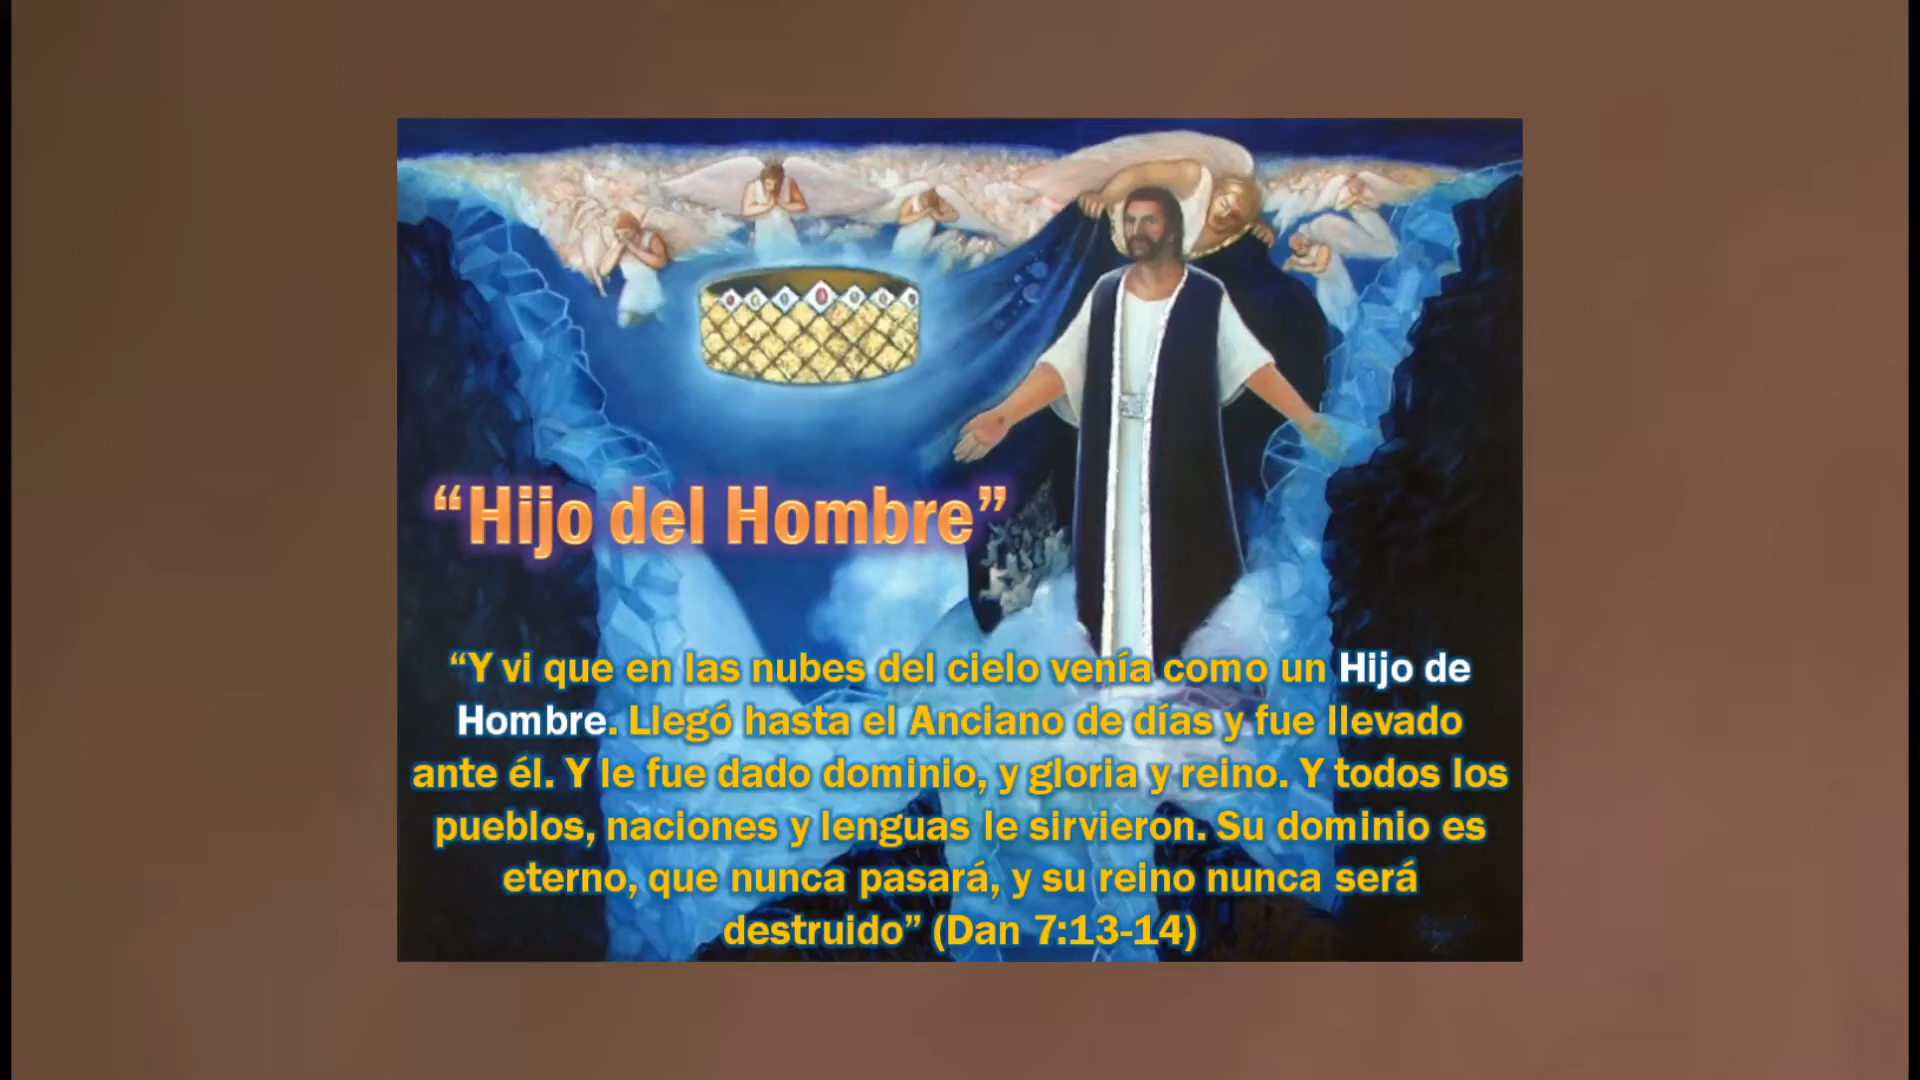 “Hijo del Hombre”
“Y vi que en las nubes del cielo venía como un Hijo de
Hombre. Llegó hasta el Anciano de días y fue llevado
ante él. Y le fue dado dominio, y gloria y reino. Y todos los
pueblos, naciones y lenguas le sirvieron. Su dominio es
eterno, que nunca pasará, y su reino nunca será
destruido” (Dan 7:13-14)